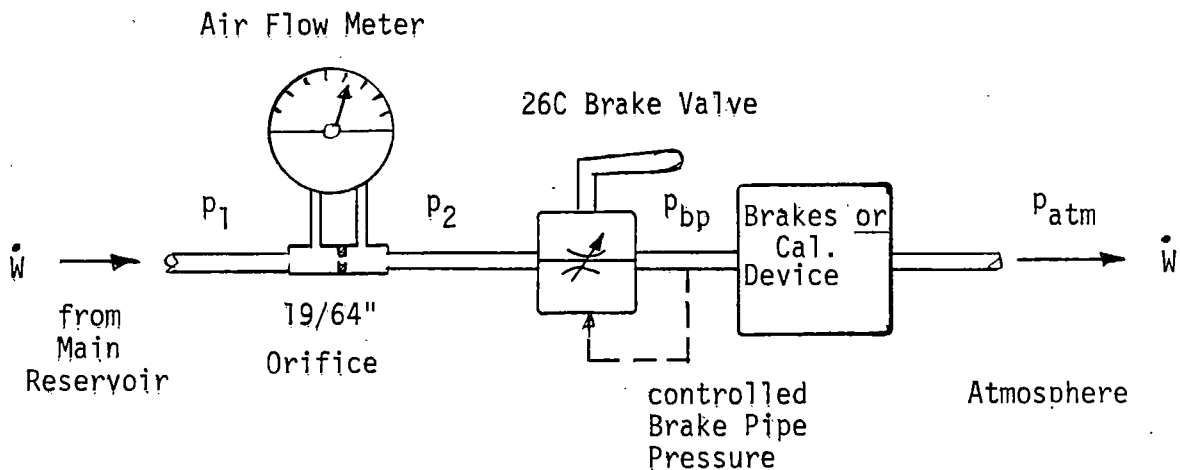 Air Flow Meter
26C Brake Valve
p1
p2
pbp
Brakes or
Cal.
Device
patm
Ẇ
Ẇ
from
Main
Reservoir
19/64"
Orifice
controlled
Brake Pipe
Pressure
Atmosphere